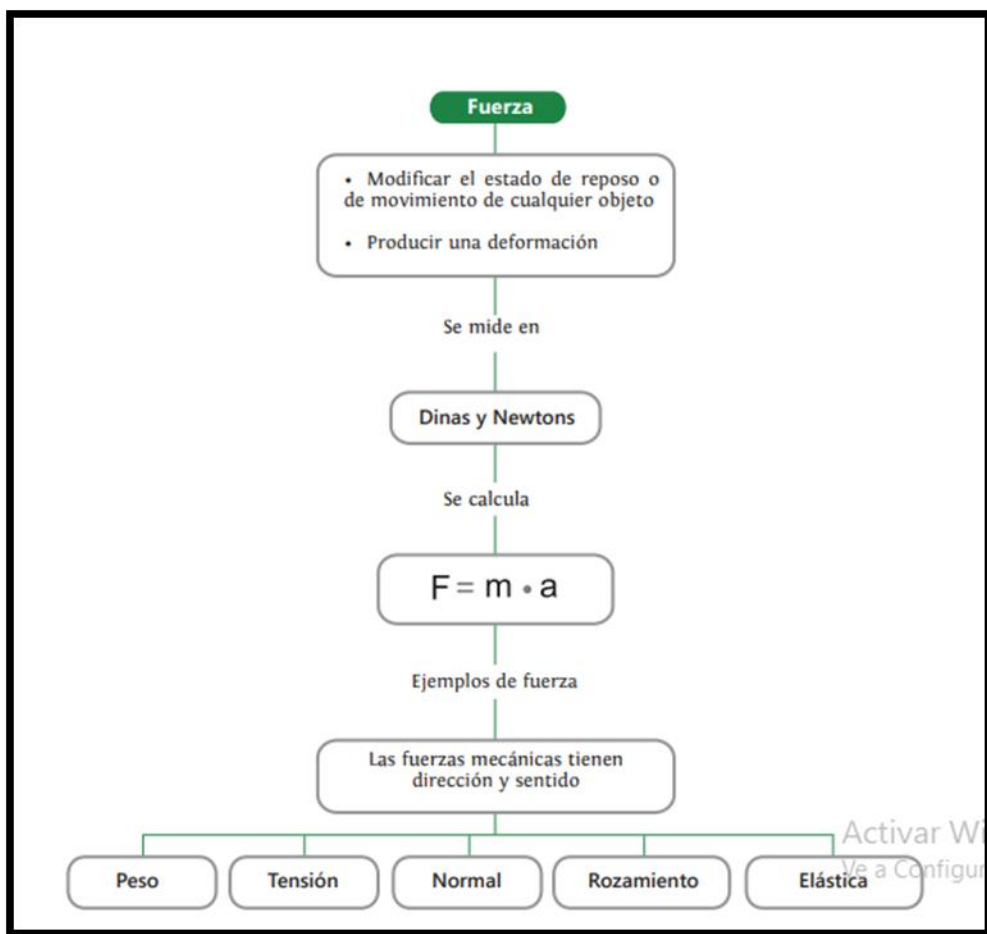 Fuerza
• Modificar el estado de reposo o
de movimiento de cualquier objeto
• Producir una deformación
Se mide en
Dinas y Newtons
Se calcula
F = m • a
Ejemplos de fuerza
Las fuerzas mecánicas tienen
dirección y sentido
Peso
Tensión
Normal
Rozamiento
Elástica
Activar Wi
Ve a Configur